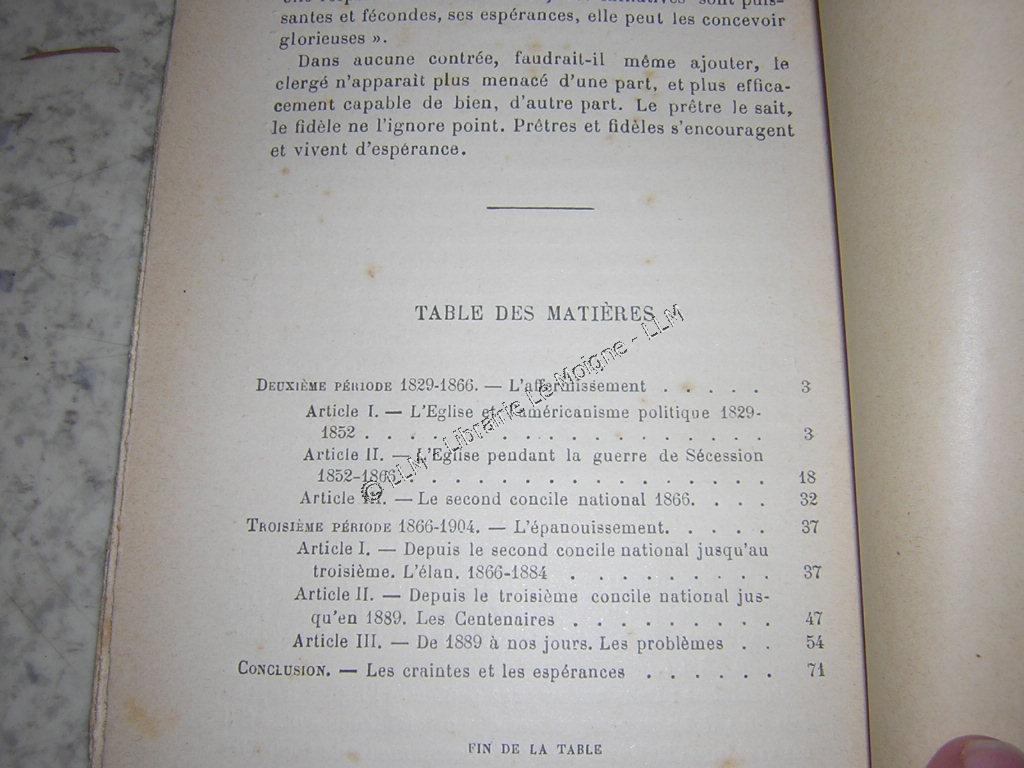 santes et fécondes, ses espérances, elle peut les concevoir
glorieuses ».
Dans aucune contrée, faudrait-il même ajouter, le
clergé n'apparaît plus menacé d'une part, et plus effica-
cement capable de bien, d'autre part. Le prêtre le sait,
le fidèle ne l'ignore point. Prêtres et fidèles s'encouragent
et vivent d'espérance.
TABLE DES MATIÈRES
DEUXIÈME PÉRIODE 1829-1866. — L'affermissement . . . . . 3
Article I. — L'Eglise et l'américanisme politique 1829-
1852 . . . . . . . . . . . . . . . . . 3
Article II. — L'Eglise pendant la guerre de Sécession
1852-1866. . . . . . . . . . . . . . . 18
Article III. — Le second concile national 1866. . . . 32
TROISIÈME PÉRIODE 1866-1904. — L'épanouissement. . . . . 37
Article I. — Depuis le second concile national jusqu'au
troisième. L'élan. 1866-1884 . . . . . . . . 37
Article II. — Depuis le troisième concile national jus-
qu'en 1889. Les Centenaires . . . . . . . . 47
Article III. — De 1889 à nos jours. Les problèmes . . 54
CONCLUSION. — Les craintes et les espérances . . . . . . 71
FIN DE LA TABLE
© LLM - Librairie Le Moigne - LLM